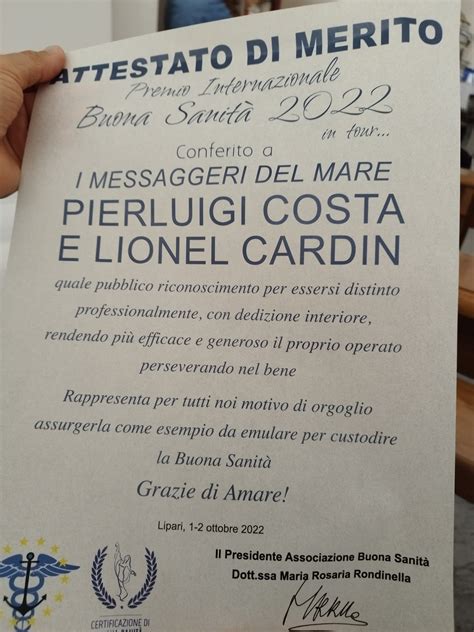 ATTESTATO DI MERITO
Premio Internazionale
Buona Sanità 2022
in tour...
Conferito a
I MESSAGGERI DEL MARE
PIERLUIGI COSTA
E LIONEL CARDIN
quale pubblico riconoscimento per essersi distinto
professionalmente, con dedizione interiore,
rendendo più efficace e generoso il proprio operato
perseverando nel bene
Rappresenta per tutti noi motivo di orgoglio
assurgerla come esempio da emulare per custodire
la Buona Sanità
Grazie di Amare!
Lipari, 1-2 ottobre 2022
Il Presidente Associazione Buona Sanità
Dott.ssa Maria Rosaria Rondinella
CERTIFICAZIONE